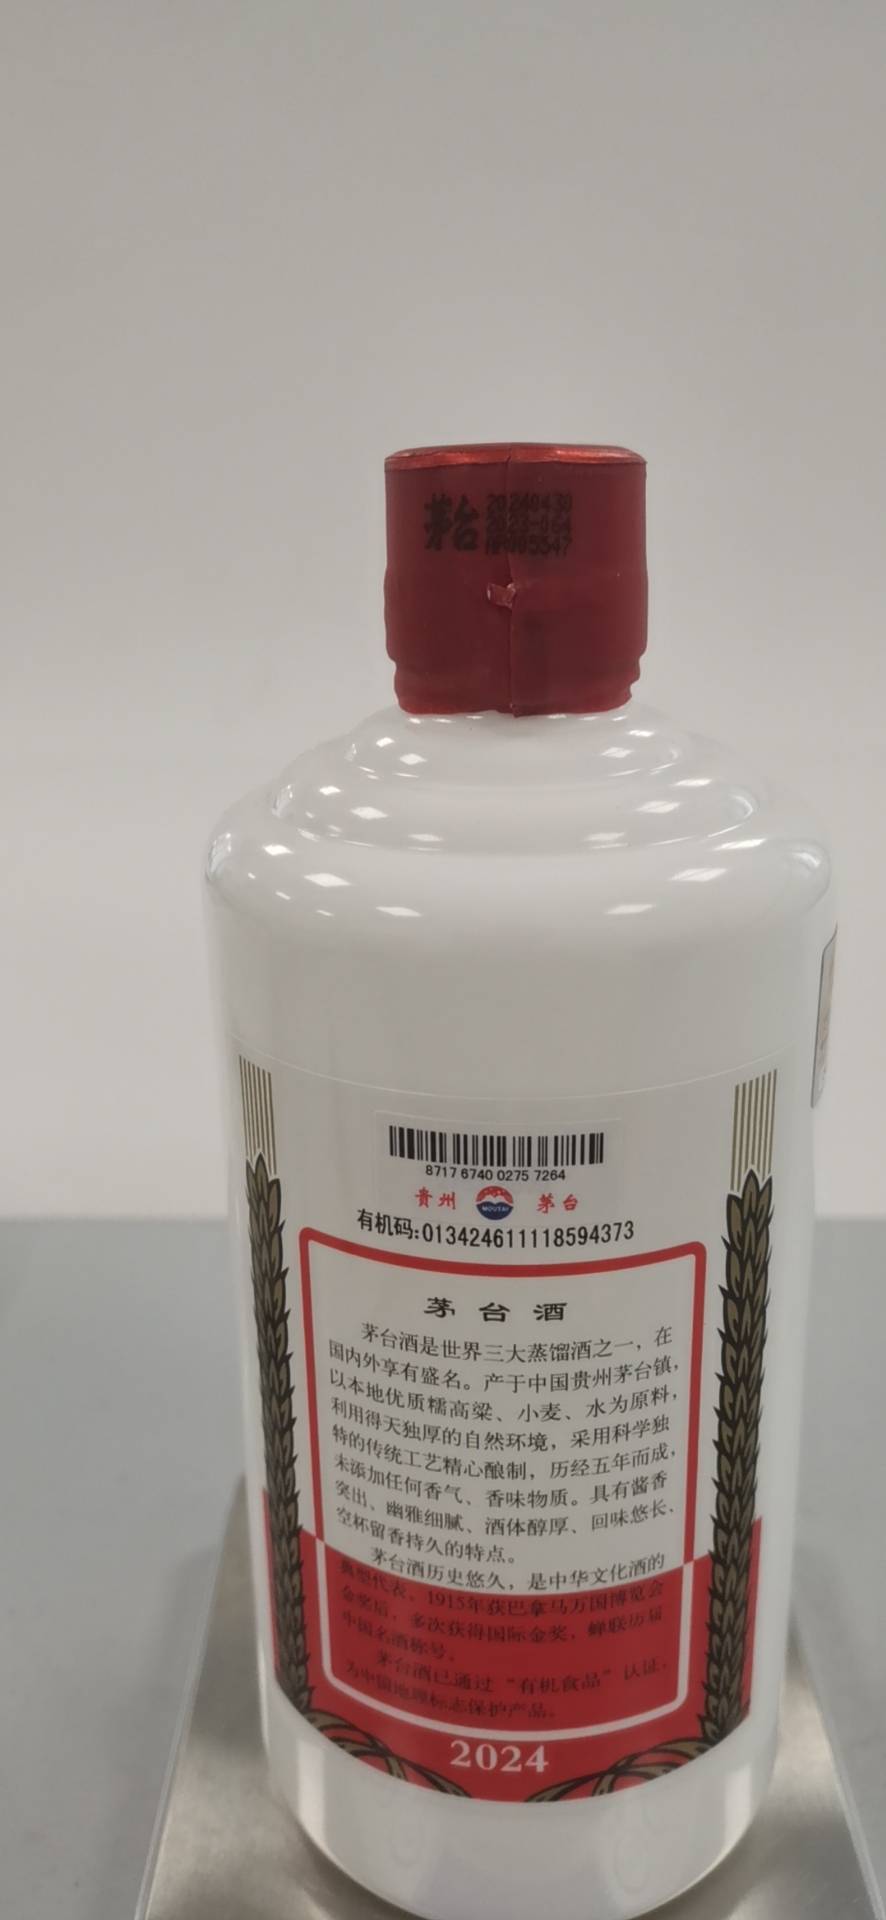 茅台
20240430
2023-064
8717 6740 0275 7264
贵州 MOUTAI 茅台
有机码:013424611118594373
茅台酒
茅台酒是世界三大蒸馏酒之一，在
国内外享有盛名。产于中国贵州茅台镇，
以本地优质糯高粱、小麦、水为原料，
利用得天独厚的自然环境，采用科学独
特的传统工艺精心酿制，历经五年而成，
未添加任何香气、香味物质。具有酱香
突出、幽雅细腻、酒体醇厚、回味悠长、
空杯留香持久的特点。
茅台酒历史悠久，是中华文化酒的
典型代表。1915年获巴拿马万国博览会
金奖后，多次获得国际金奖，蝉联历届
中国名酒称号。
茅台酒已通过“有机食品”认证，
为中国地理标志保护产品。
2024